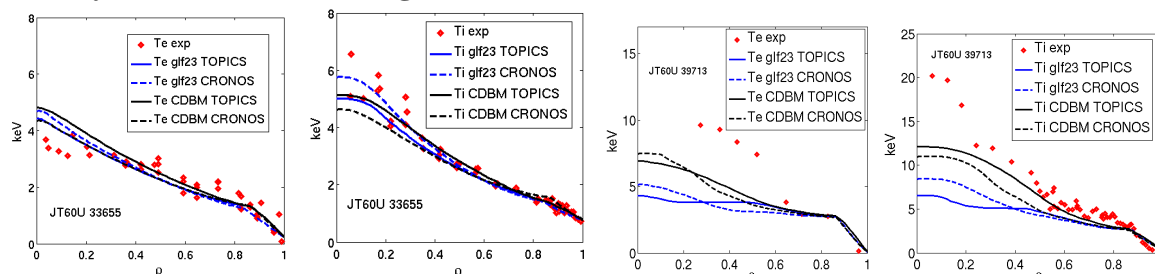 8
6
4
2
0
keV
0 0.2 0.4 0.6 0.8 1
Te exp
Te glf23 TOPICS
Te glf23 CRONOS
Te CDBM TOPICS
Te CDBM CRONOS
JT60U 33655
8
6
4
2
0
keV
0 0.2 0.4 0.6 0.8 1
ρ
Ti exp
Ti glf23 TOPICS
Ti glf23 CRONOS
Ti CDBM TOPICS
Ti CDBM CRONOS
JT60U 33655
15
10
5
0
keV
0 0.2 0.4 0.6 0.8 1
ρ
JT60U 39713
Te exp
Te glf23 TOPICS
Te glf23 CRONOS
Te CDBM TOPICS
Te CDBM CRONOS
25
20
15
10
5
0
keV
0 0.2 0.4 0.6 0.8
ρ
JT60U 39713
Ti exp
Ti glf23 TOPICS
Ti glf23 CRONOS
Ti CDBM TOPICS
Ti CDBM CRONOS